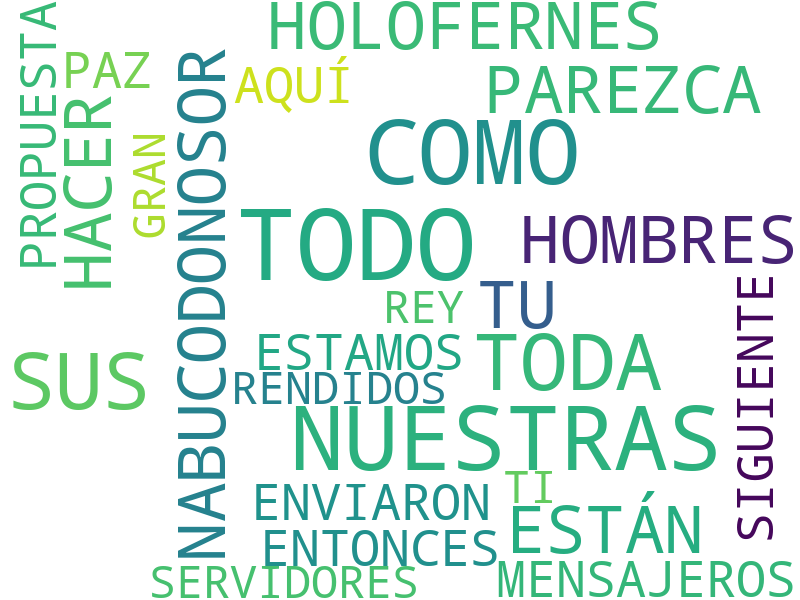 HOLOFERNES
PROPUESTA
PAZ
AQUÍ
PAREZCA
HACER
GRAN
NABUCODONOSOR
COMO
TODO
HOMBRES
REY
TU
SIGUIENTE
ESTAMOS
TODA
SUS
RENDIDOS
NUESTRAS
TI
ENVIARON
ESTÁN
ENTONCES
SERVIDORES
MENSAJEROS